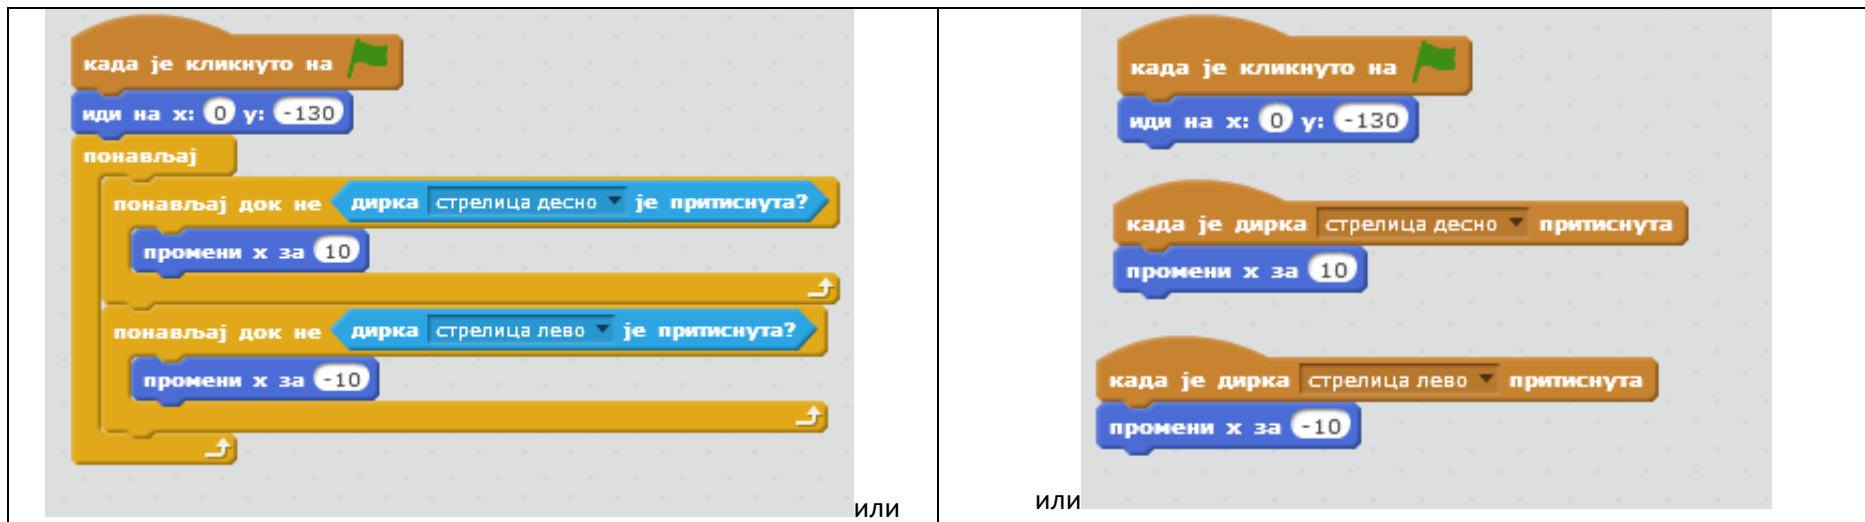 када је кликнуто на
иди на x: 0 y: -130
понављај
понављај док не дирка стрелица десно је притиснута?
промени x за 10
понављај док не дирка стрелица лево је притиснута?
промени x за -10
или
када је кликнуто на
иди на x: 0 y: -130
када је дирка стрелица десно притиснута
промени x за 10
када је дирка стрелица лево притиснута
промени x за -10
или